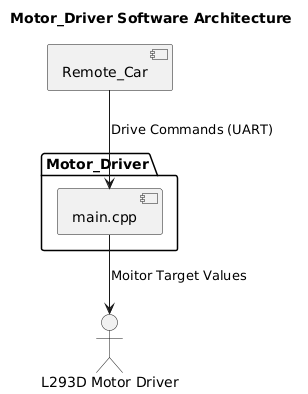 Motor_Driver Software Architecture
Remote_Car
Drive Commands (UART)
Motor_Driver
main.cpp
Moitor Target Values
L293D Motor Driver